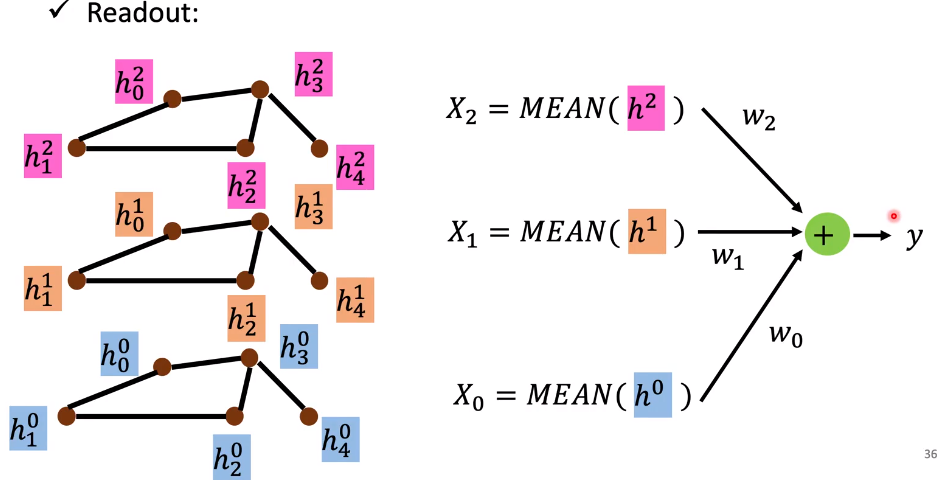 ✓ Readout:
h_0^2
h_3^2
h_1^2
h_2^2
h_4^2
h_0^1
h_3^1
h_1^1
h_2^1
h_4^1
h_0^0
h_3^0
h_1^0
h_2^0
h_4^0
X_2 = MEAN( h^2 )
w_2
X_1 = MEAN( h^1 )
w_1
+
y
w_0
X_0 = MEAN( h^0 )
36